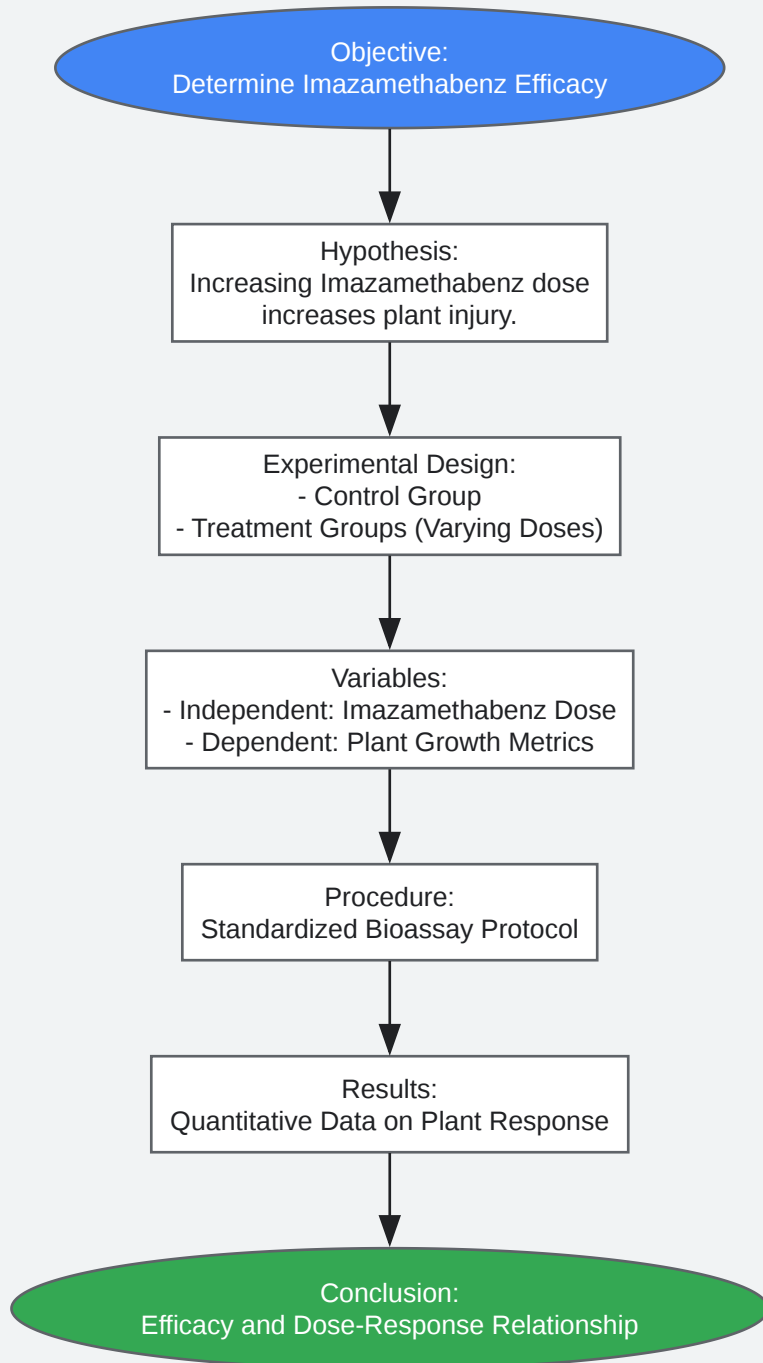 Objective:
Determine Imazamethabenz Efficacy
Hypothesis:
Increasing Imazamethabenz dose
increases plant injury.
Experimental Design:
- Control Group
- Treatment Groups (Varying Doses)
Variables:
- Independent: Imazamethabenz Dose
- Dependent: Plant Growth Metrics
Procedure:
Standardized Bioassay Protocol
Results:
Quantitative Data on Plant Response
Conclusion:
Efficacy and Dose-Response Relationship